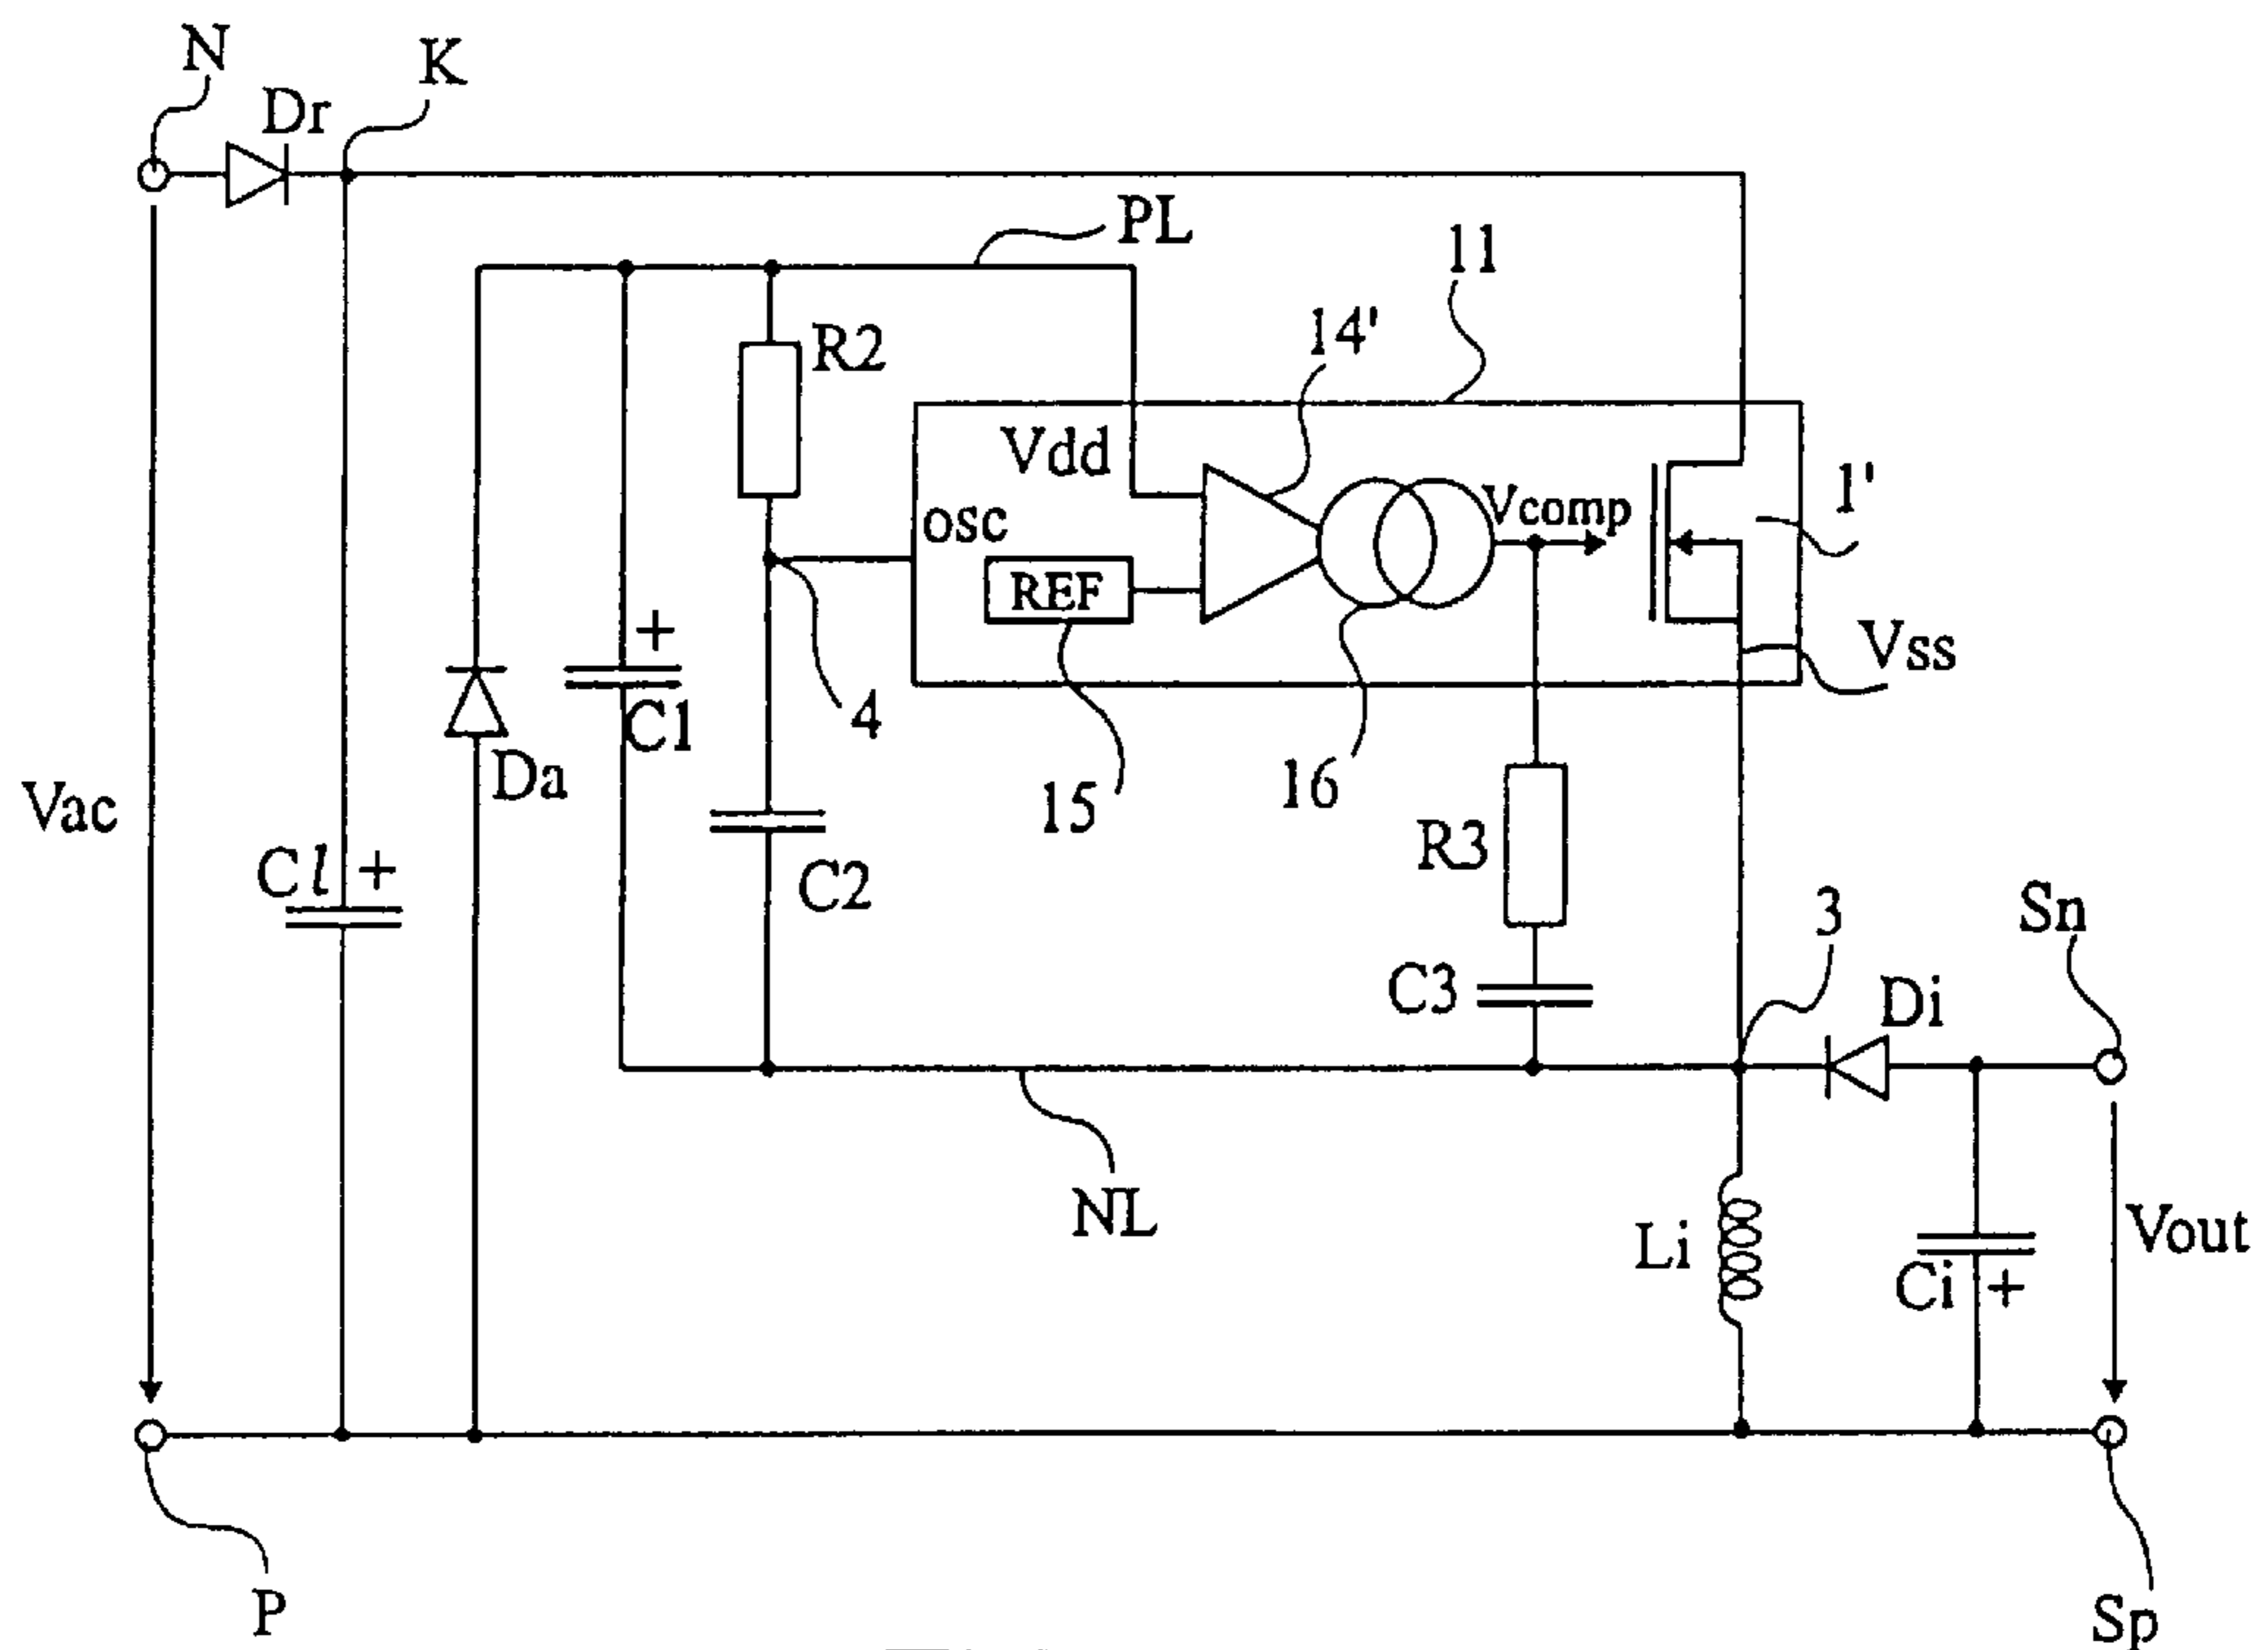 N
K
Dr
PL
11
R2
14'
Vdd
1'
Vcomp
osc
REF
Vss
+
C1
4
Da
15
16
Vac
R3
Cl +
C2
3
Sn
C3
Di
NL
Li
Vout
Ci +
P
Sp